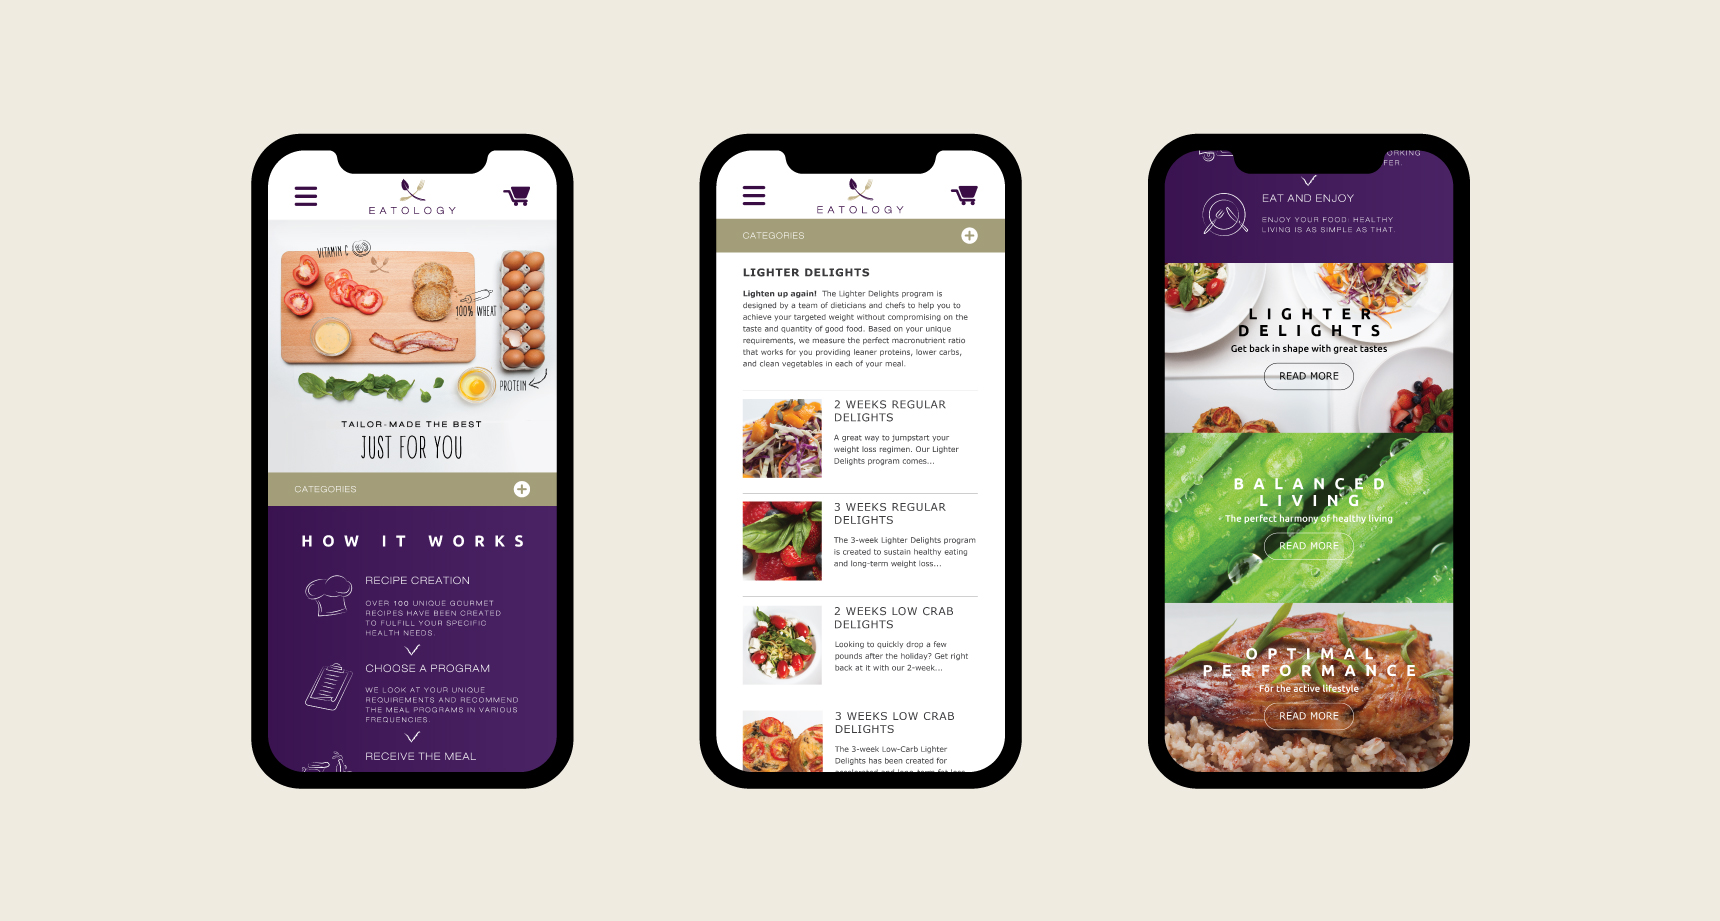 EATOLOGY
VITAMIN C
100% WHEAT
PROTEIN
TAILOR-MADE THE BEST
JUST FOR YOU
CATEGORIES
HOW IT WORKS
RECIPE CREATION
OVER 100 UNIQUE GOURMET
RECIPES HAVE BEEN CREATED
TO FULFILL YOUR SPECIFIC
HEALTH NEEDS.
CHOOSE A PROGRAM
WE LOOK AT YOUR UNIQUE
REQUIREMENTS AND RECOMMEND
THE MEAL PROGRAMS IN VARIOUS
FREQUENCIES.
RECEIVE THE MEAL
EATOLOGY
CATEGORIES
LIGHTER DELIGHTS
Lighten up again! The Lighter Delights program is
designed by a team of dieticians and chefs to help you to
achieve your targeted weight without compromising on the
taste and quantity of good food. Based on your unique
requirements, we measure the perfect macronutrient ratio
that works for you providing leaner proteins, lower carbs,
and clean vegetables in each of your meal.
2 WEEKS REGULAR
DELIGHTS
A great way to jumpstart your
weight loss regimen. Our Lighter
Delights program comes...
3 WEEKS REGULAR
DELIGHTS
The 3-week Lighter Delights program
is created to sustain healthy eating
and long-term weight loss...
2 WEEKS LOW CRAB
DELIGHTS
Looking to quickly drop a few
pounds after the holiday? Get right
back at it with our 2-week...
3 WEEKS LOW CRAB
DELIGHTS
The 3-week Low-Carb Lighter
Delights has been created for
EAT AND ENJOY
ENJOY YOUR FOOD. HEALTHY
LIVING IS AS SIMPLE AS THAT.
LIGHTER
DELIGHTS
Get back in shape with great tastes
READ MORE
BALANCED
LIVING
The perfect harmony of healthy living
READ MORE
OPTIMAL
PERFORMANCE
For the active lifestyle
READ MORE